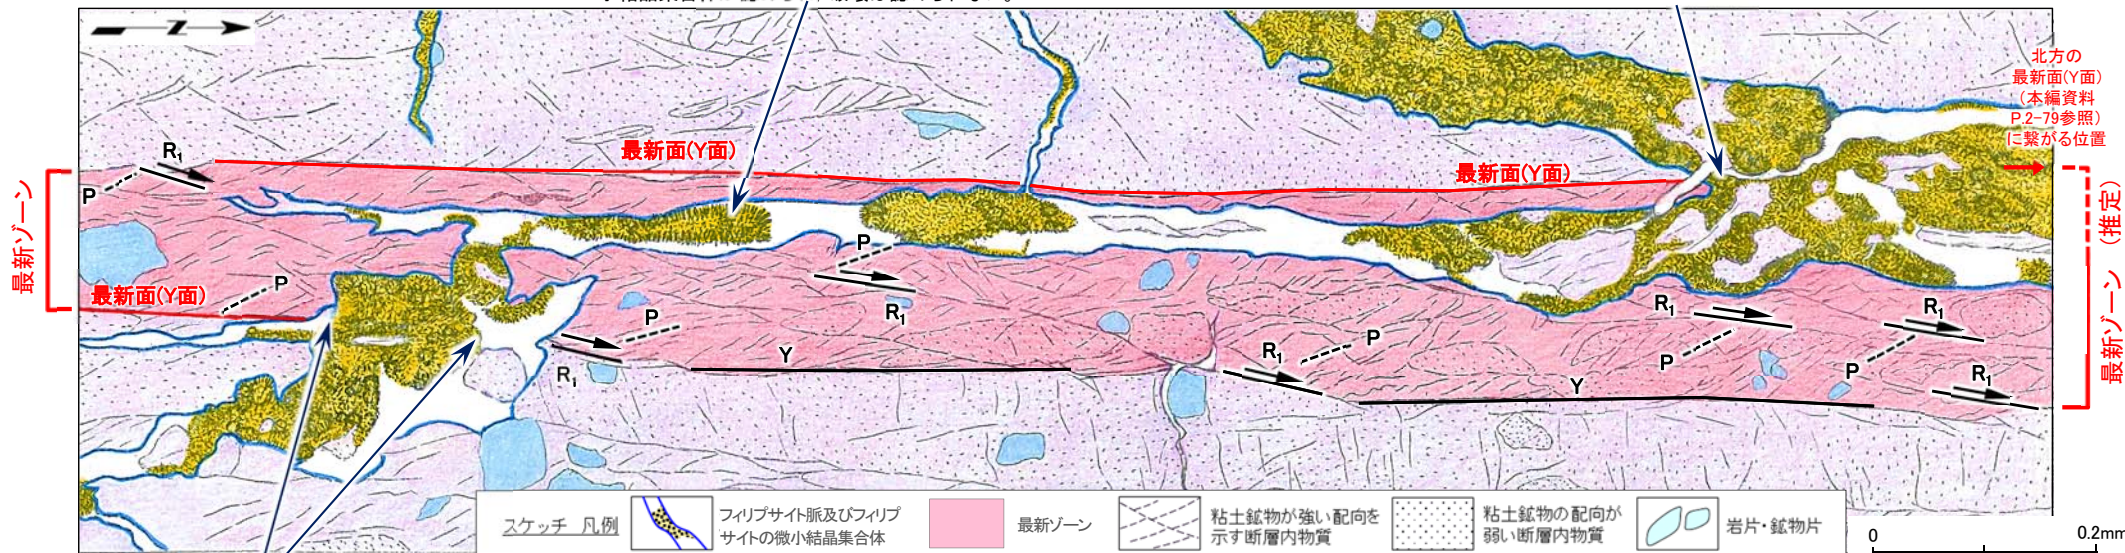 N
北方の
最新面(Y面)
(本編資料
P.2-79参照)
に繋がる位置
R1
P
最新面(Y面)
最新面(Y面)
最新ゾーン
最新ゾーン(推定)
P
P
最新面(Y面)
R1
P
R1
R1
R1
P
Y
R1
P
P
P
R1
Y
スケッチ 凡例
フィリプサイト脈及びフィリプ
サイトの微小結晶集合体
最新ゾーン
粘土鉱物が強い配向を
示す断層内物質
粘土鉱物の配向が
弱い断層内物質
岩片・鉱物片
0 0.2mm